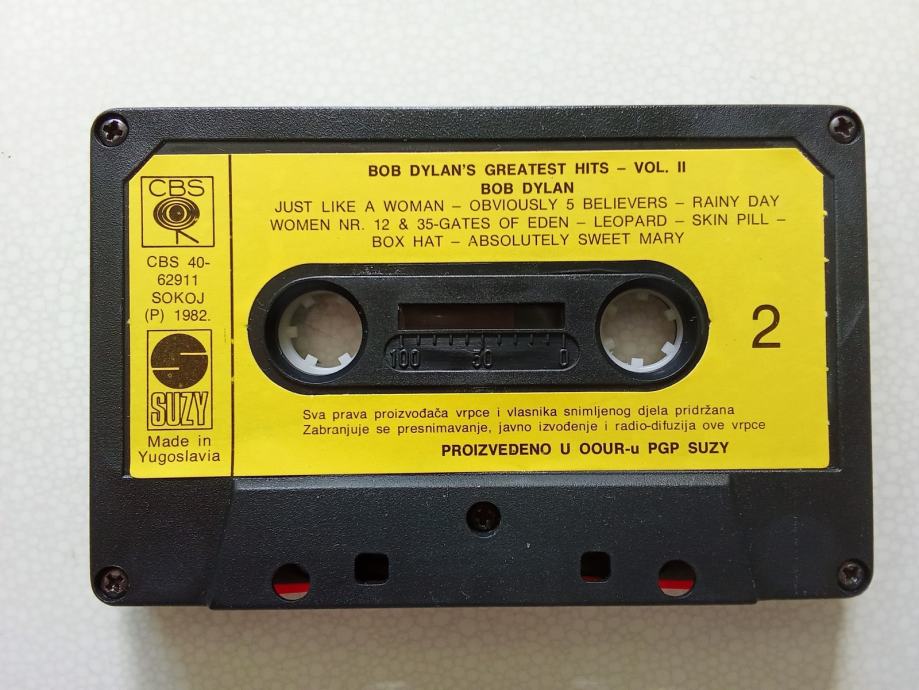 BOB DYLAN'S GREATEST HITS – VOL. II
BOB DYLAN
JUST LIKE A WOMAN – OBVIOUSLY 5 BELIEVERS – RAINY DAY
WOMEN NR. 12 & 35-GATES OF EDEN – LEOPARD – SKIN PILL –
BOX HAT – ABSOLUTELY SWEET MARY
CBS
CBS 40-
62911
SOKOJ
(P) 1982.
SUZY
Made in
Yugoslavia
100 50 0
2
Sva prava proizvođača vrpce i vlasnika snimljenog djela pridržana
Zabranjuje se presnimavanje, javno izvođenje i radio-difuzija ove vrpce
PROIZVEDENO U OOUR-u PGP SUZY